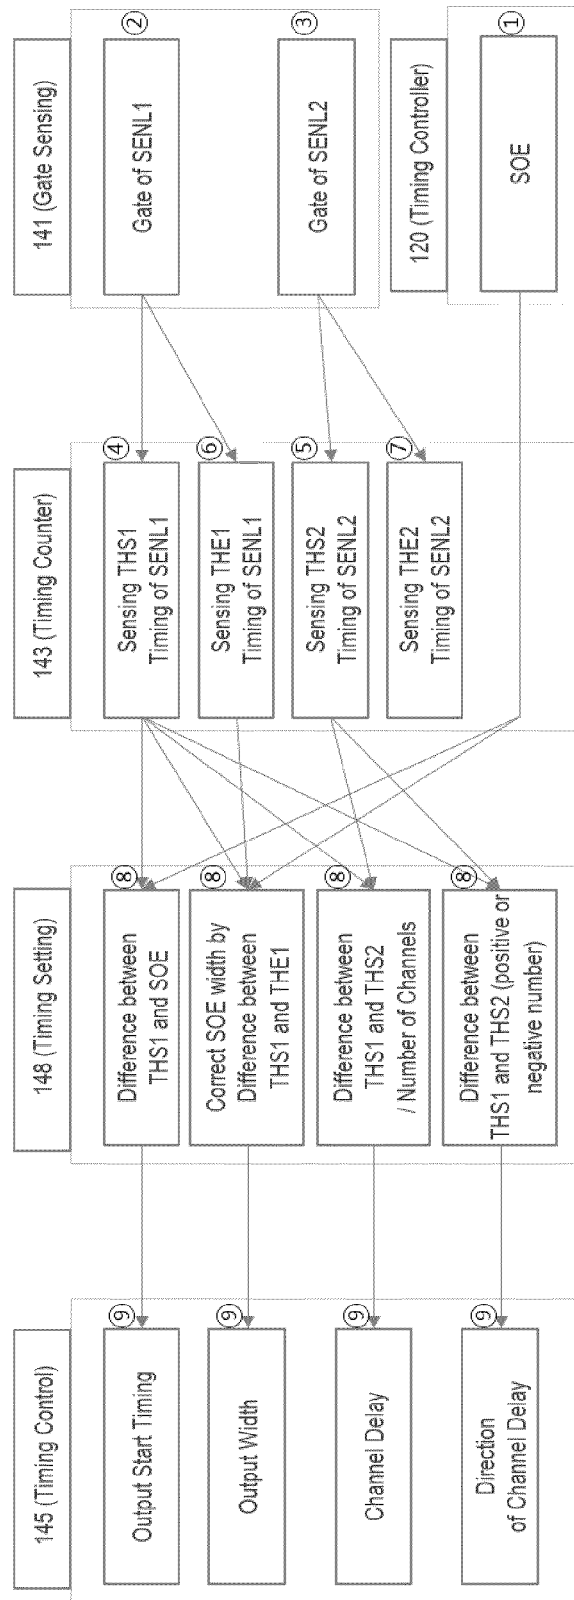 141 (Gate Sensing)
②
Gate of SENL1
③
Gate of SENL2
120 (Timing Controller)
①
SOE
143 (Timing Counter)
④
Sensing THS1
Timing of SENL1
⑥
Sensing THE1
Timing of SENL1
⑤
Sensing THS2
Timing of SENL2
⑦
Sensing THE2
Timing of SENL2
148 (Timing Setting)
⑧
Difference between
THS1 and SOE
⑧
Correct SOE width by
Difference between
THS1 and THE1
⑧
Difference between
THS1 and THS2
/ Number of Channels
⑧
Difference between
THS1 and THS2 (positive or
negative number)
145 (Timing Control)
⑨
Output Start Timing
⑨
Output Width
⑨
Channel Delay
⑨
Direction
of Channel Delay